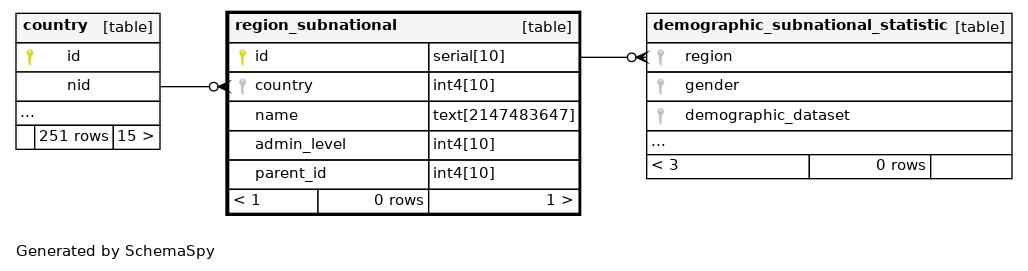 country [table]
id
nid
...
251 rows 15 >
region_subnational [table]
id serial[10]
country int4[10]
name text[2147483647]
admin_level int4[10]
parent_id int4[10]
< 1 0 rows 1 >
demographic_subnational_statistic [table]
region
gender
demographic_dataset
...
< 3 0 rows
Generated by SchemaSpy